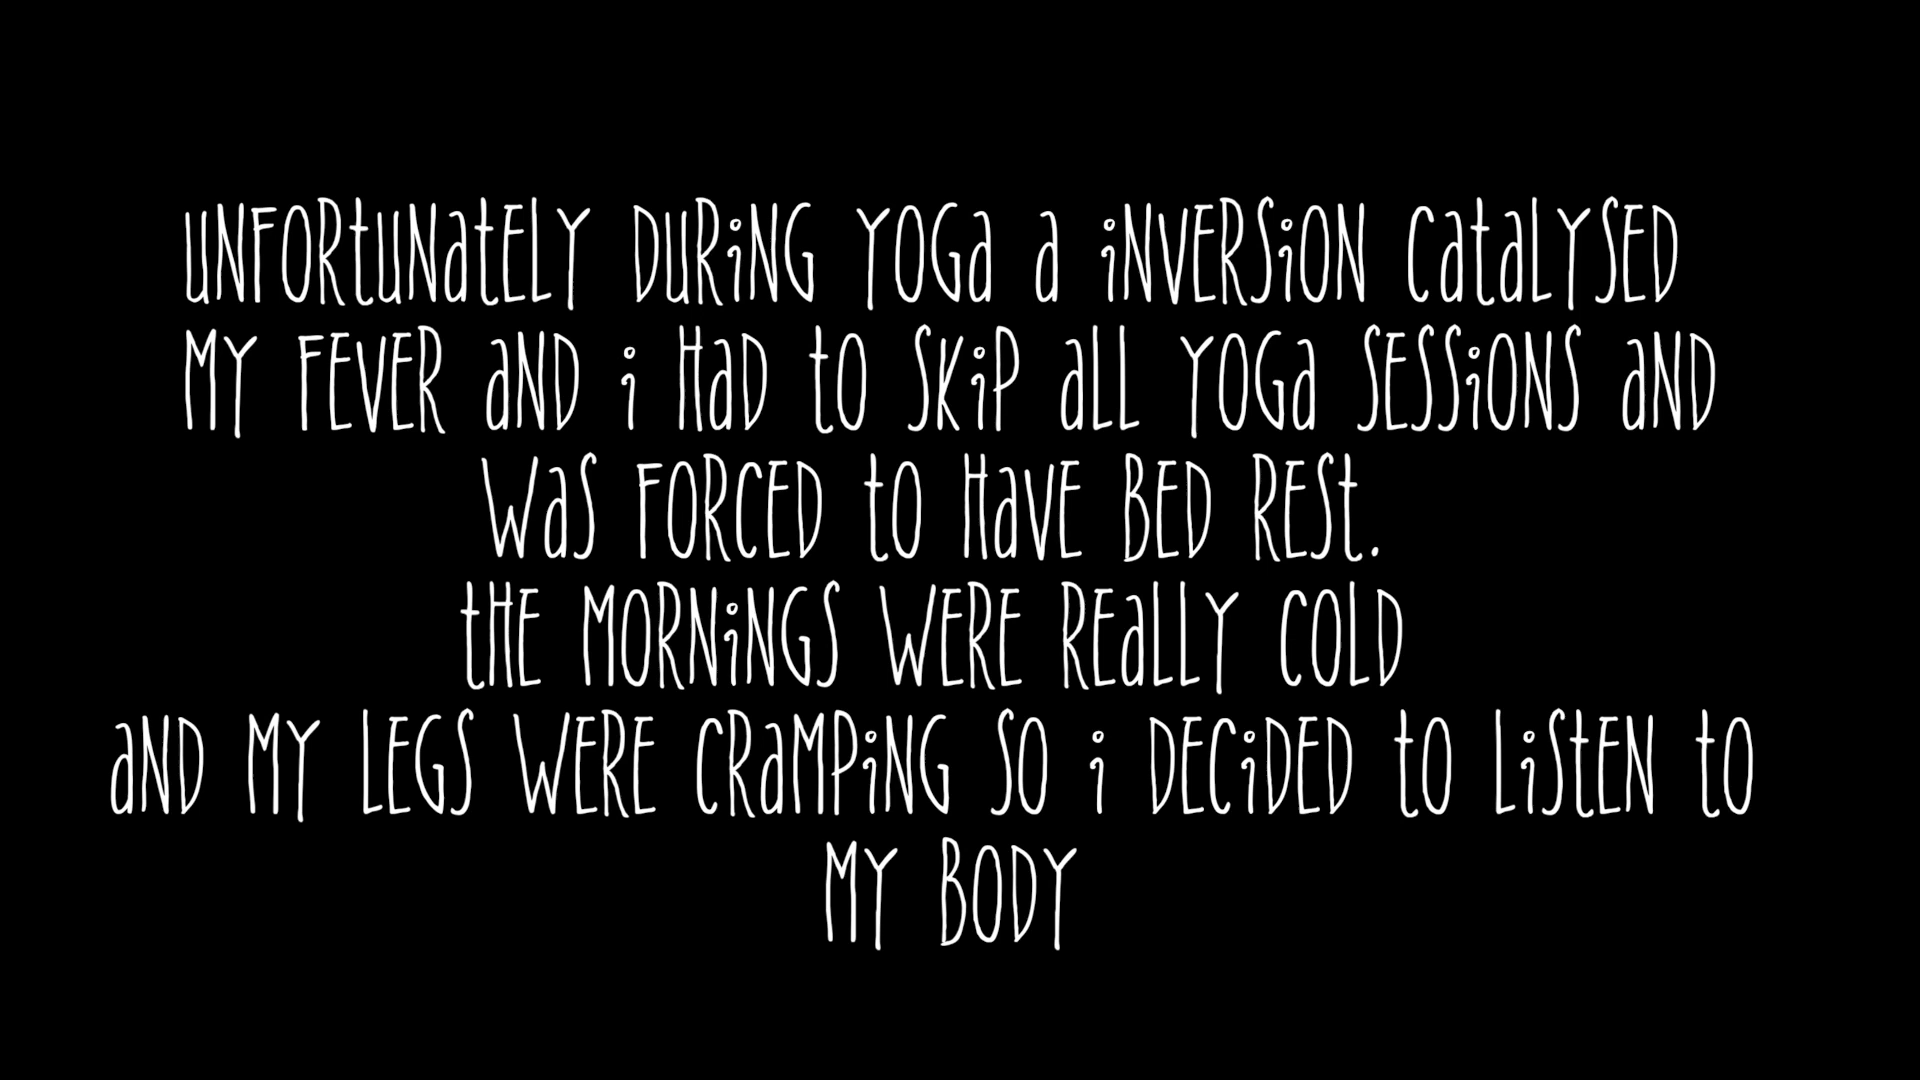 UNFORTUNATELY DURING YOGA A INVERSION CATALYSED
MY FEVER AND I HAD TO SKIP ALL YOGA SESSIONS AND
WAS FORCED TO HAVE BED REST.
THE MORNINGS WERE REALLY COLD
AND MY LEGS WERE CRAMPING SO I DECIDED TO LISTEN TO
MY BODY